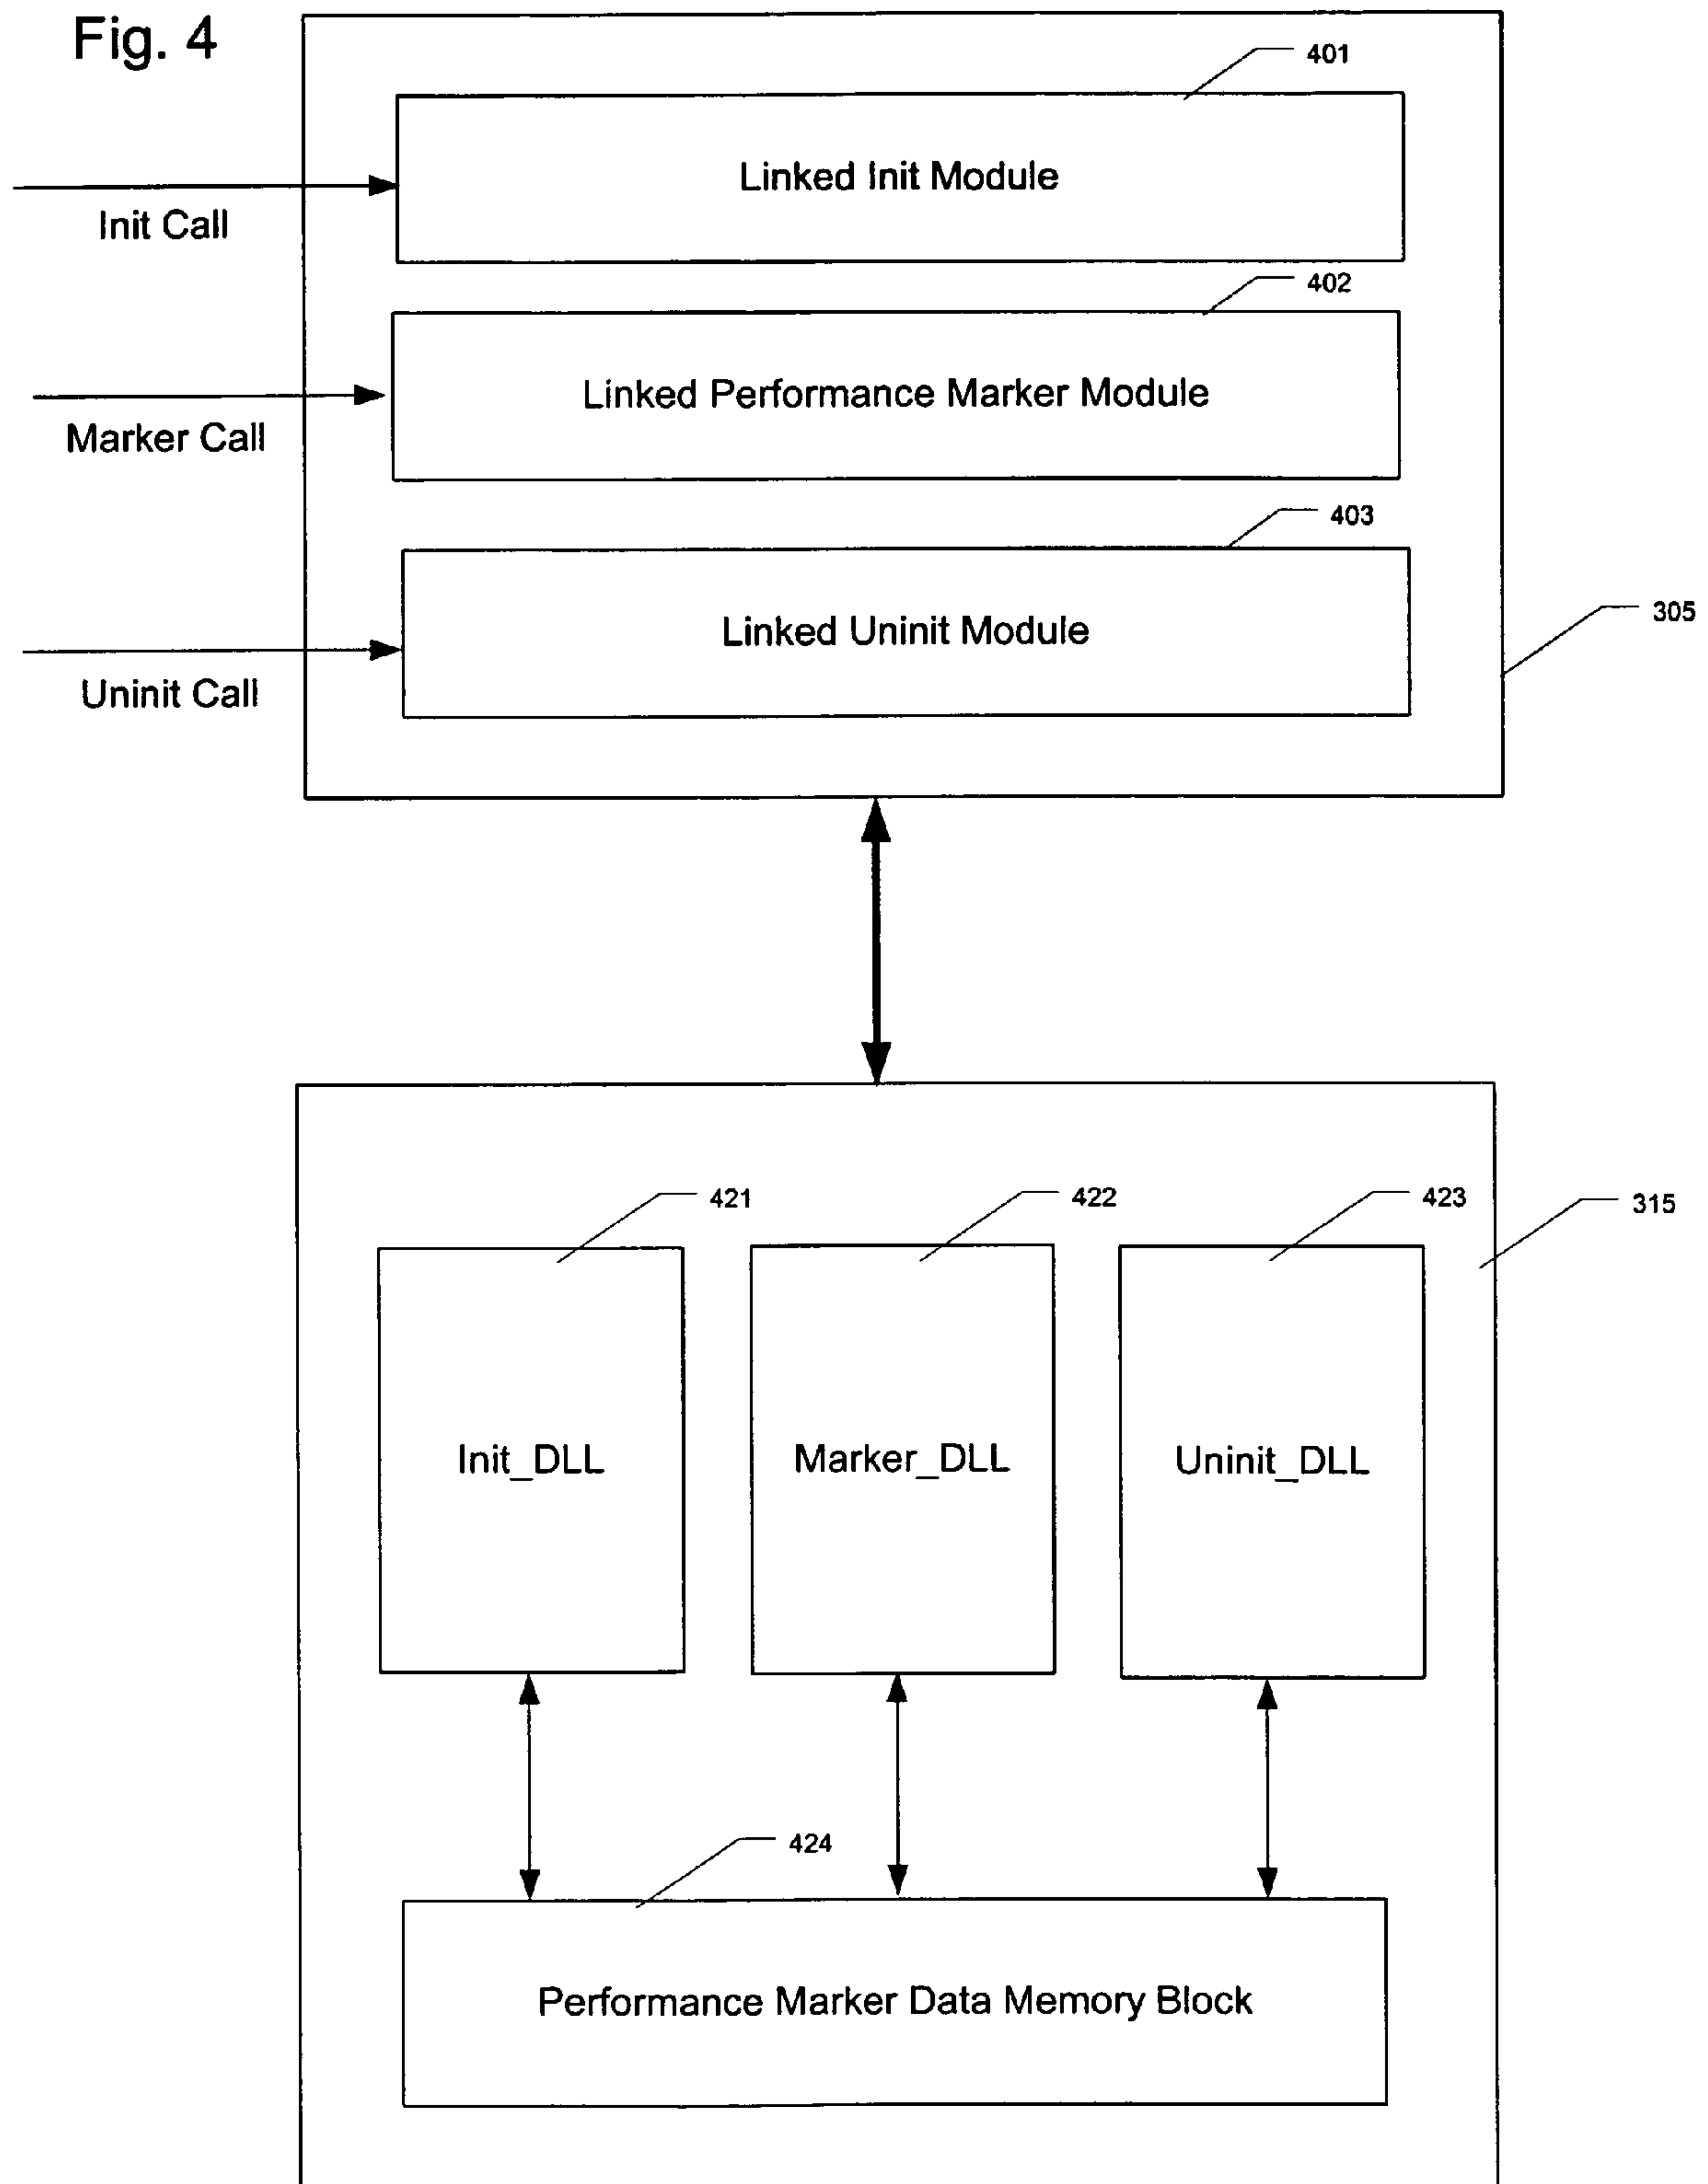 Fig. 4
401
Linked Init Module
Init Call
402
Linked Performance Marker Module
Marker Call
403
Linked Uninit Module
305
Uninit Call
421
422
423
315
Init_DLL
Marker_DLL
Uninit_DLL
424
Performance Marker Data Memory Block